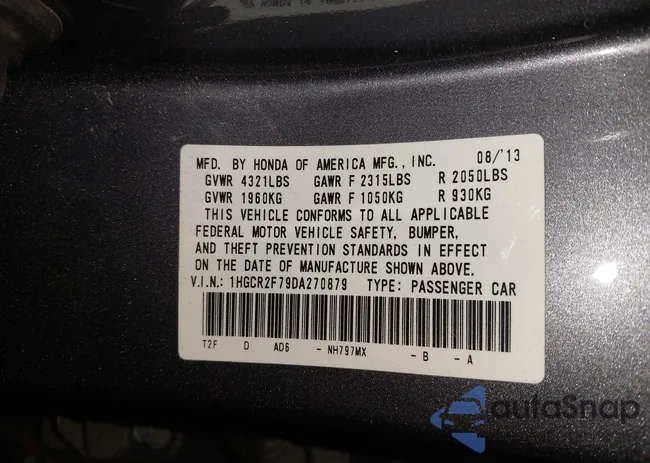 MFD. BY HONDA OF AMERICA MFG., INC. 08/'13
GVWR 4321LBS GAWR F 2315LBS R 2050LBS
GVWR 1960KG GAWR F 1050KG R 930KG
THIS VEHICLE CONFORMS TO ALL APPLICABLE
FEDERAL MOTOR VEHICLE SAFETY, BUMPER,
AND THEFT PREVENTION STANDARDS IN EFFECT
ON THE DATE OF MANUFACTURE SHOWN ABOVE.
V.I.N.: 1HGCR2F79DA270879 TYPE: PASSENGER CAR
T2F D AD6 - NH797MX - B - A
autoSnap